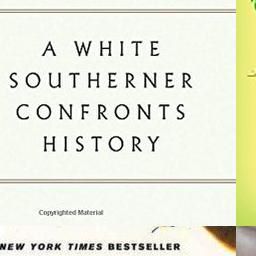 A WHITE
SOUTHERNER
CONFRONTS
HISTORY
Copyrighted Material
NEW YORK TIMES BESTSELLER